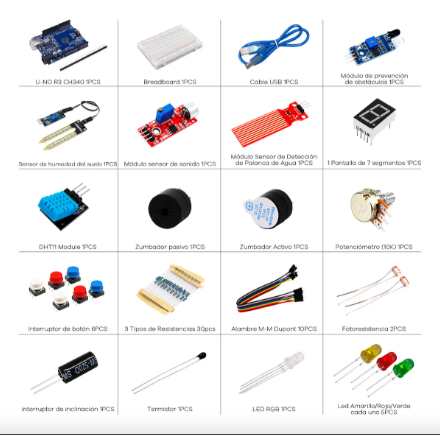 U-NO R3 CH340 1PCS
Breadboard 1PCS
Cable USB 1PCS
Módulo de prevención
de obstáculos 1PCS
Sensor de humedad del suelo 1PCS
Módulo sensor de sonido 1PCS
Módulo Sensor de Detección
de Palanca de Agua 1PCS
1 Pantalla de 7 segmentos 1PCS
DHT11 Module 1PCS
Zumbador pasivo 1PCS
Zumbador Activo 1PCS
Potenciómetro (10K) 1PCS
Interruptor de botón 6PCS
3 Tipos de Resistencias 30pcs
Alambre M-M Dupont 10PCS
Fotoresistencia 2PCS
Interruptor de inclinación 1PCS
Termistor 1PCS
LED RGB 1PCS
Led Amarillo/Rojo/Verde
cada uno 5PCS